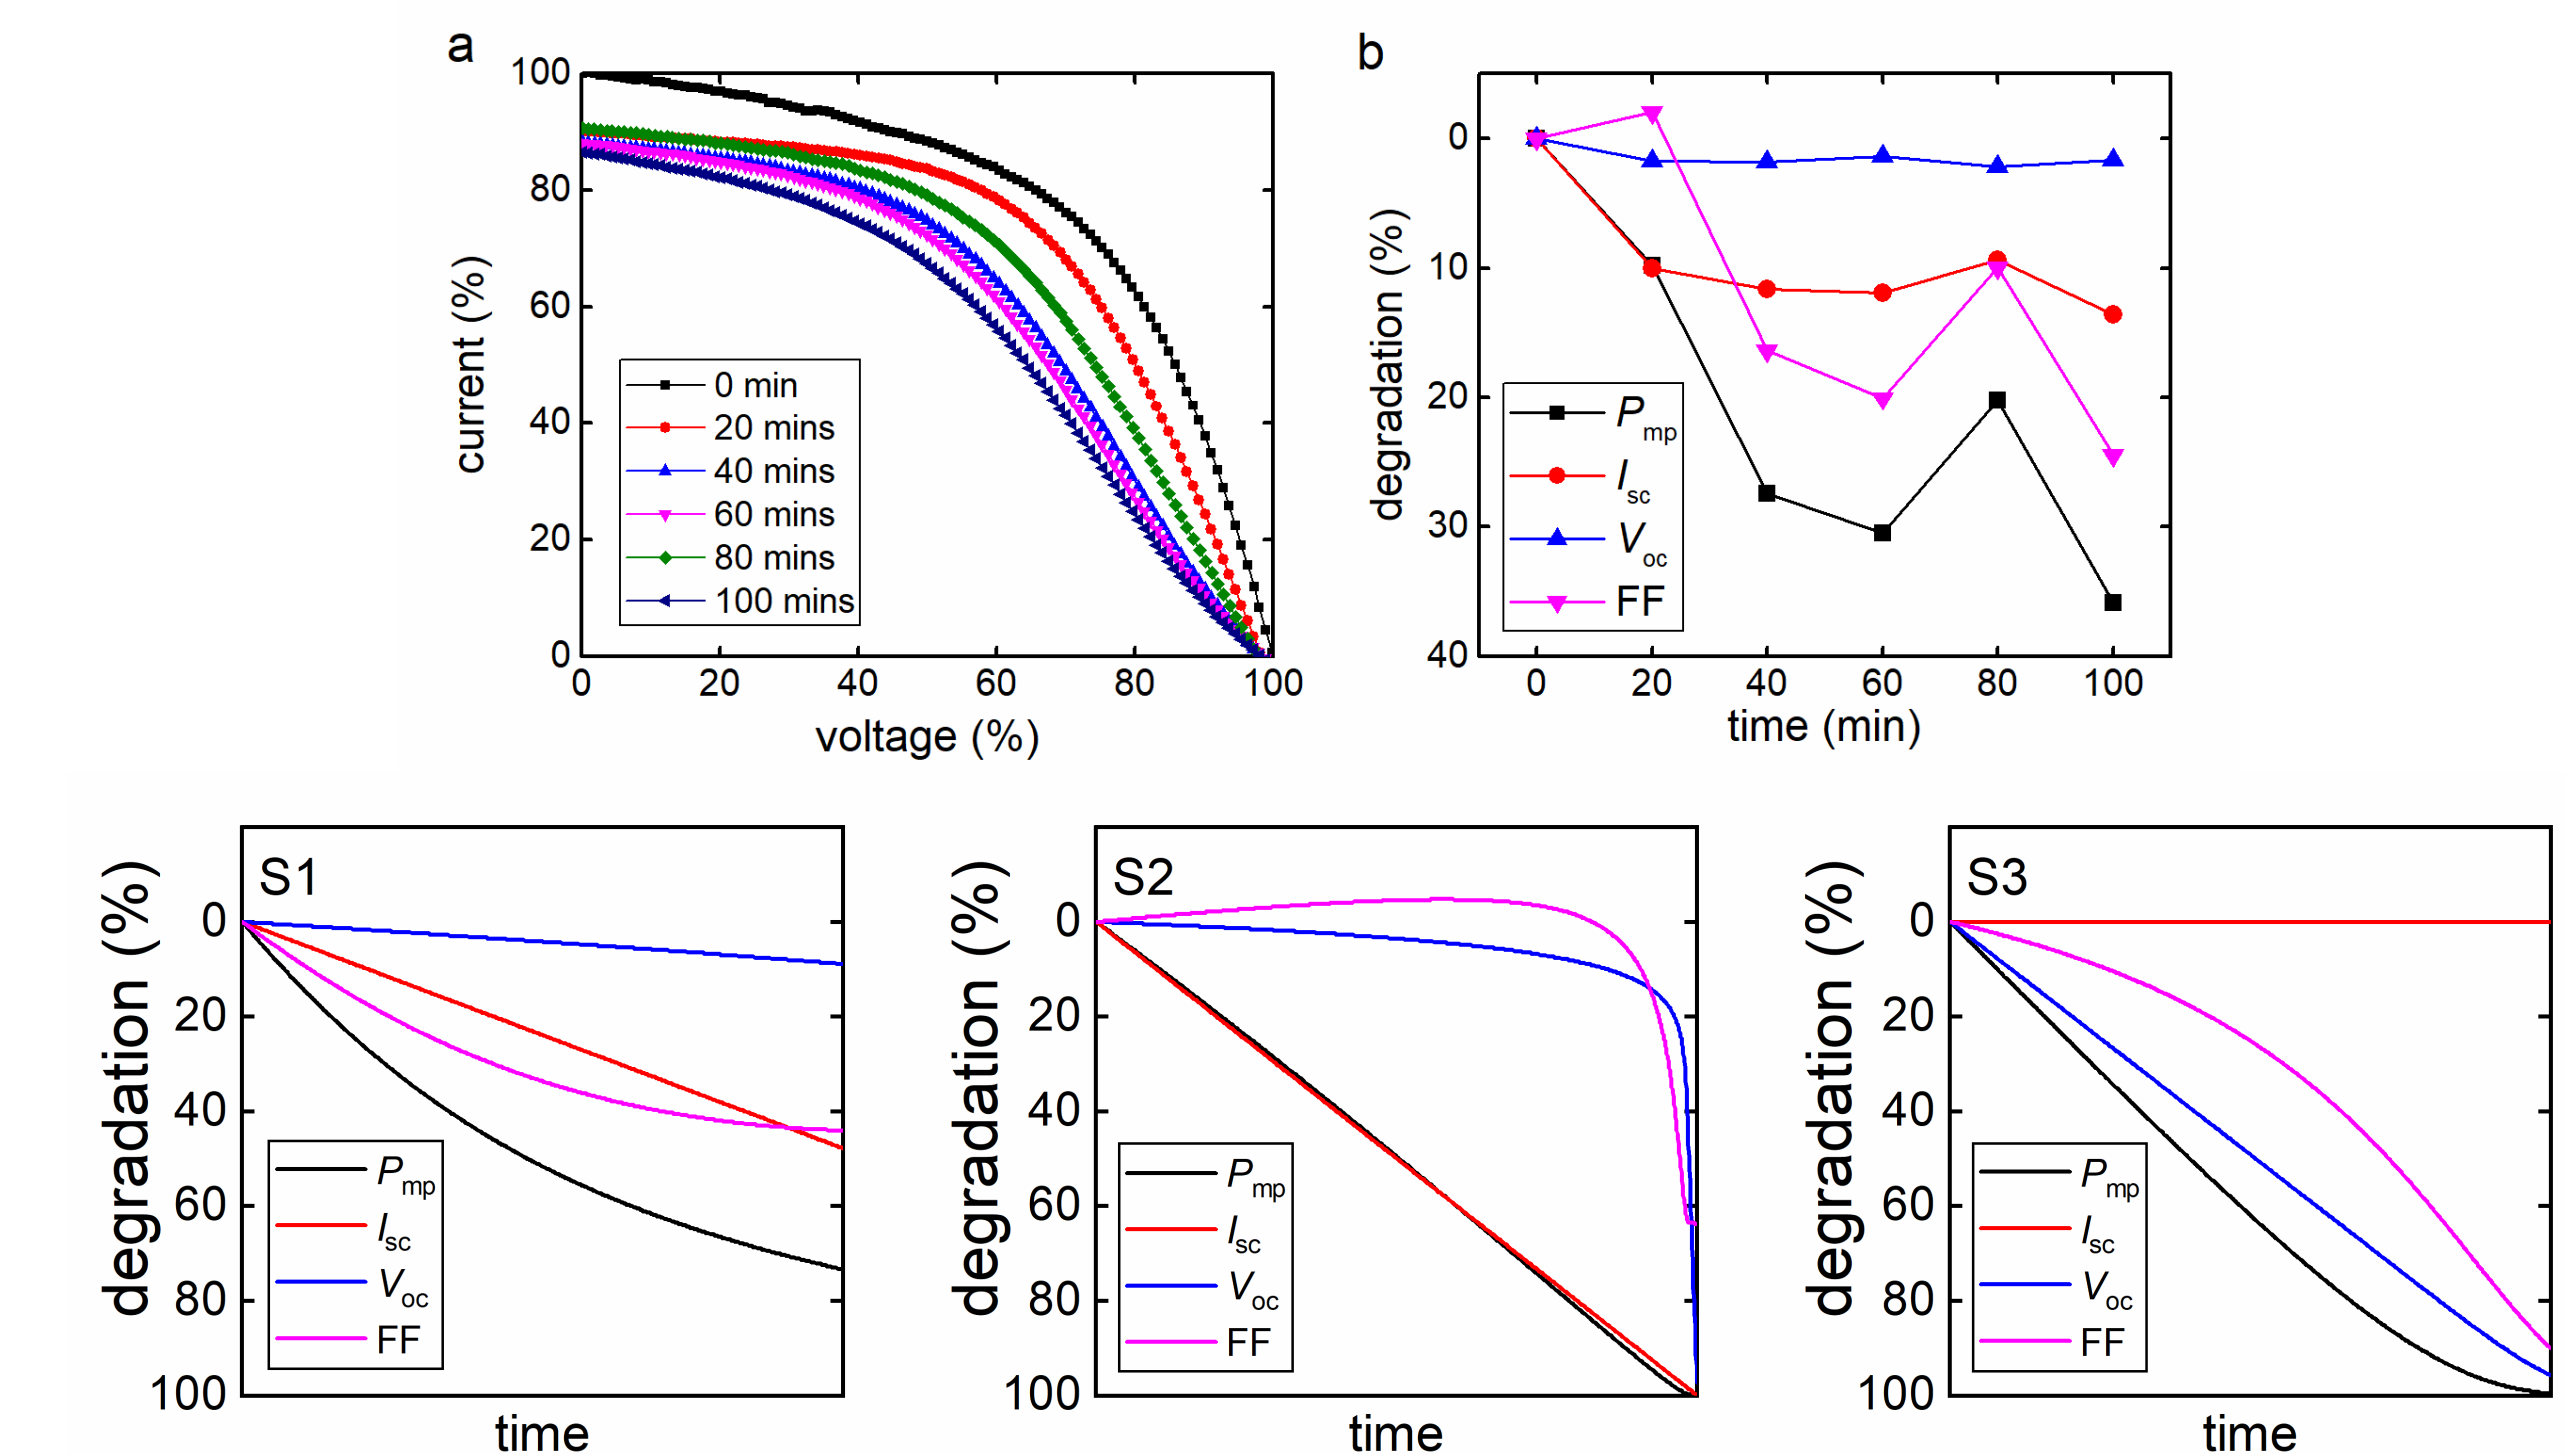 a
100
80
60
40
20
0
0 20 40 60 80 100
current (%)
voltage (%)
0 min
20 mins
40 mins
60 mins
80 mins
100 mins
b
0
10
20
30
40
0 20 40 60 80 100
degradation (%)
time (min)
Pmp
Isc
Voc
FF
S1
0
20
40
60
80
100
degradation (%)
time
Pmp
Isc
Voc
FF
S2
0
20
40
60
80
100
degradation (%)
time
Pmp
Isc
Voc
FF
S3
0
20
40
60
80
100
degradation (%)
time
Pmp
Isc
Voc
FF